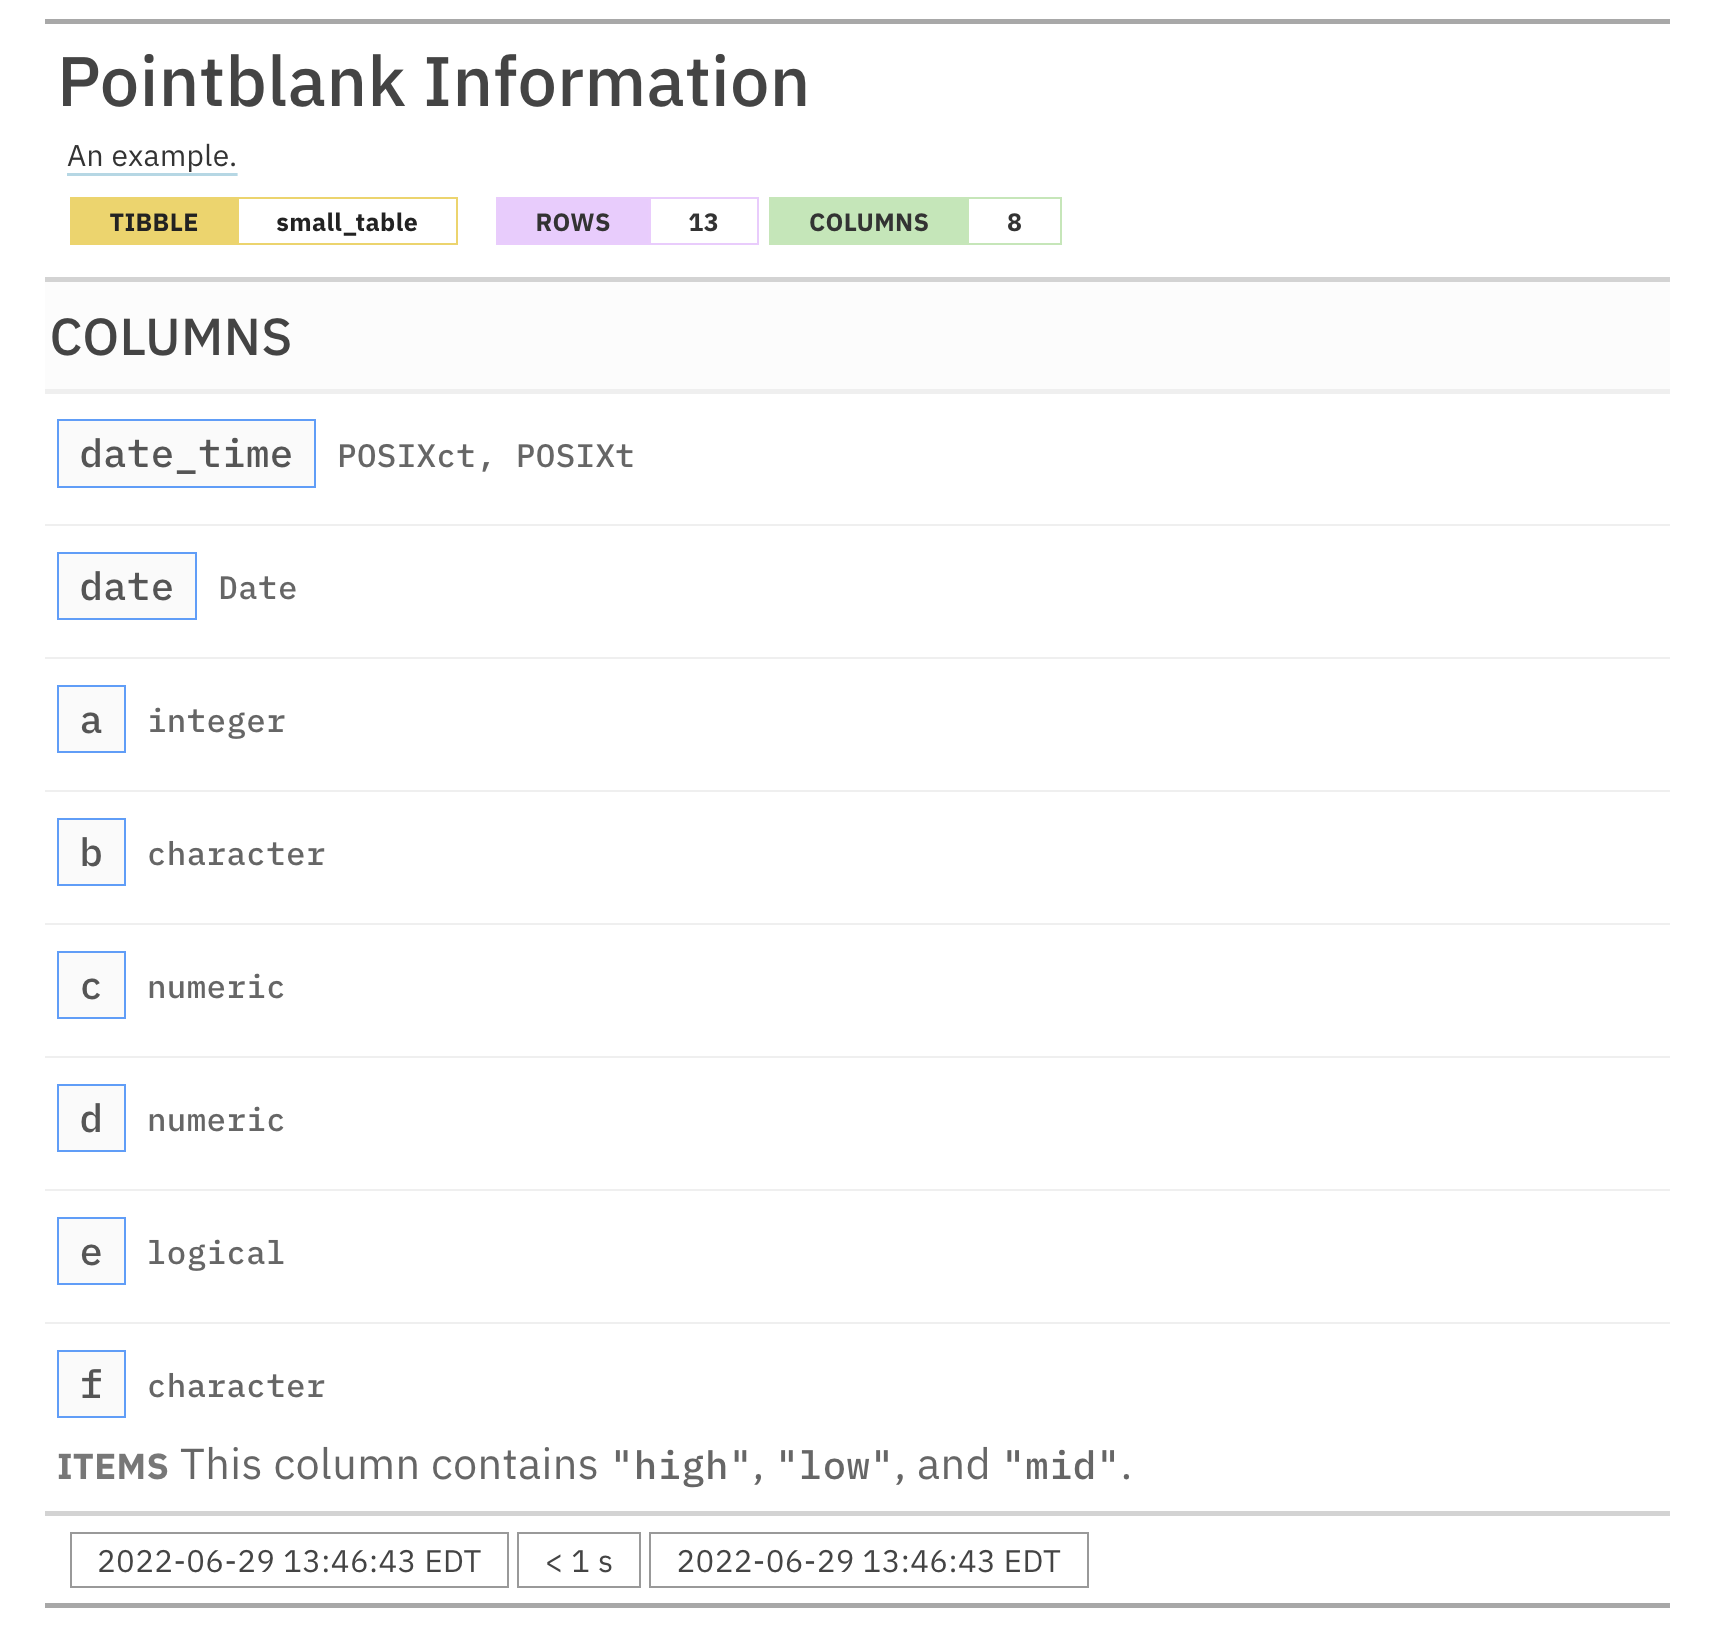 Pointblank Information
An example.
TIBBLE small_table ROWS 13 COLUMNS 8
COLUMNS
date_time POSIXct, POSIXt
date Date
a integer
b character
c numeric
d numeric
e logical
f character
ITEMS This column contains "high", "low", and "mid".
2022-06-29 13:46:43 EDT < 1 s 2022-06-29 13:46:43 EDT